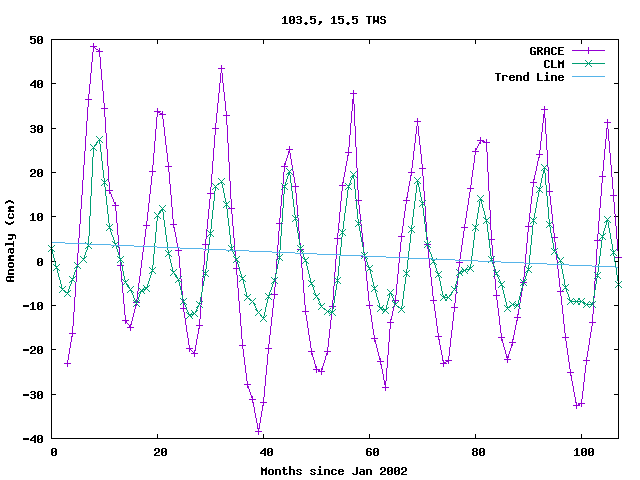 103.5, 15.5 TWS
GRACE
CLM
Trend Line
50
40
30
20
10
0
-10
-20
-30
-40
Anomaly (cm)
0 20 40 60 80 100
Months since Jan 2002